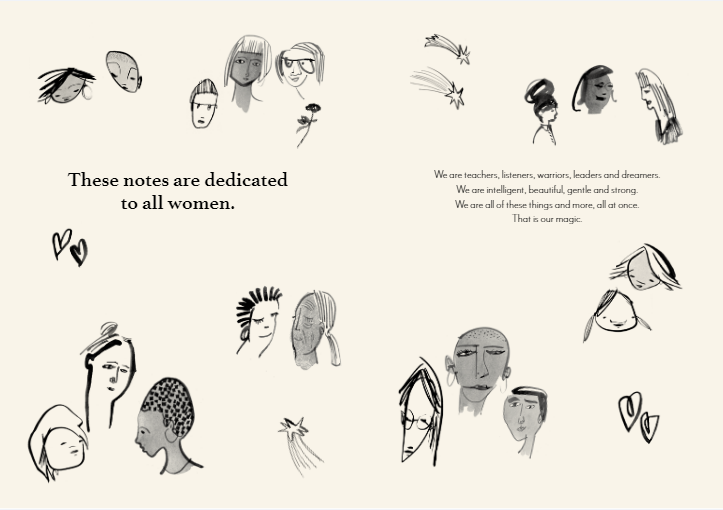 These notes are dedicated
to all women.
We are teachers, listeners, warriors, leaders and dreamers.
We are intelligent, beautiful, gentle and strong.
We are all of these things and more, all at once.
That is our magic.